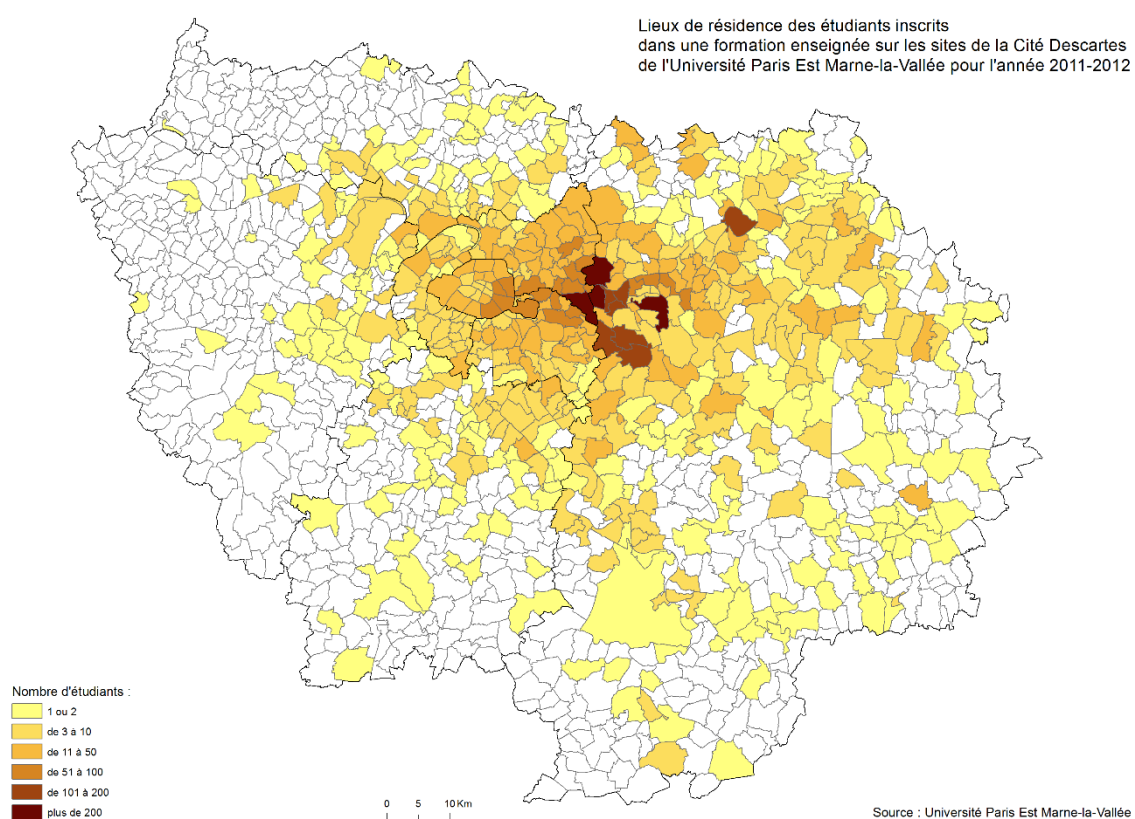 Lieux de résidence des étudiants inscrits
dans une formation enseignée sur les sites de la Cité Descartes
de l'Université Paris Est Marne-la-Vallée pour l'année 2011-2012
Nombre d'étudiants :
1 ou 2
de 3 à 10
de 11 à 50
de 51 à 100
de 101 à 200
plus de 200
0 5 10 Km
Source : Université Paris Est Marne-la-Vallée